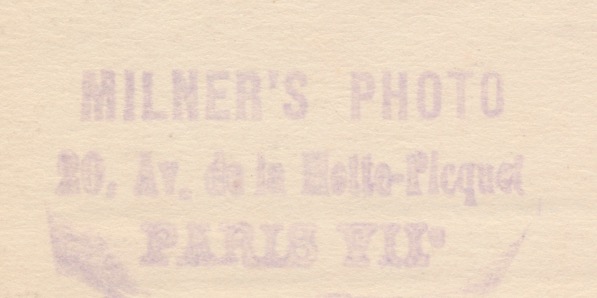 MILNER'S PHOTO
20, Av. de la Motte-Picquet
PARIS VIIe